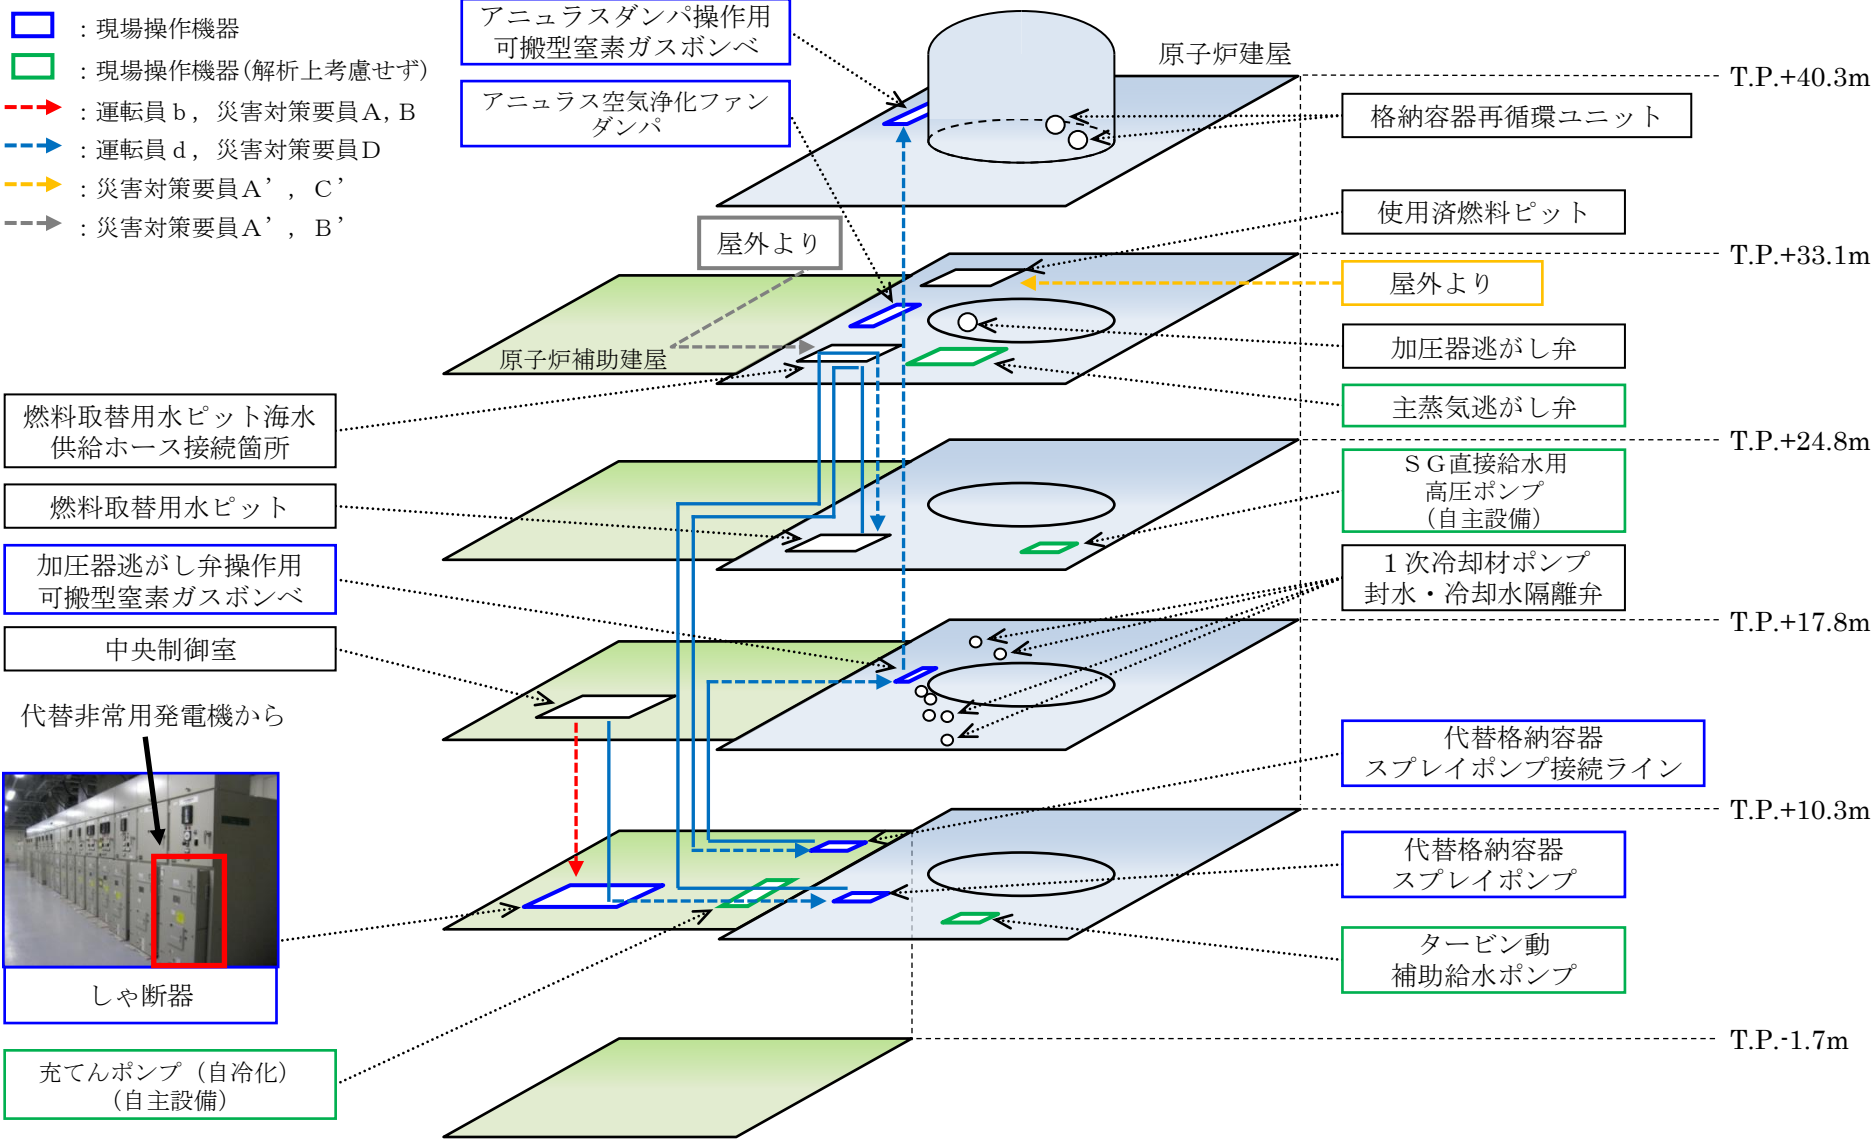 ：現場操作機器
：現場操作機器(解析上考慮せず)
：運転員ｂ，災害対策要員A, B
：運転員ｄ，災害対策要員D
：災害対策要員A’，C’
：災害対策要員A’，B’
アニュラスダンパ操作用
可搬型窒素ガスボンベ
アニュラス空気浄化ファン
ダンパ
原子炉建屋
T.P.+40.3m
格納容器再循環ユニット
使用済燃料ピット
屋外より
T.P.+33.1m
屋外より
加圧器逃がし弁
原子炉補助建屋
主蒸気逃がし弁
燃料取替用水ピット海水
供給ホース接続箇所
T.P.+24.8m
ＳＧ直接給水用
高圧ポンプ
(自主設備)
燃料取替用水ピット
加圧器逃がし弁操作用
可搬型窒素ガスボンベ
１次冷却材ポンプ
封水・冷却水隔離弁
T.P.+17.8m
中央制御室
代替非常用発電機から
代替格納容器
スプレイポンプ接続ライン
T.P.+10.3m
代替格納容器
スプレイポンプ
タービン動
補助給水ポンプ
しゃ断器
T.P.-1.7m
充てんポンプ（自冷化）
(自主設備)